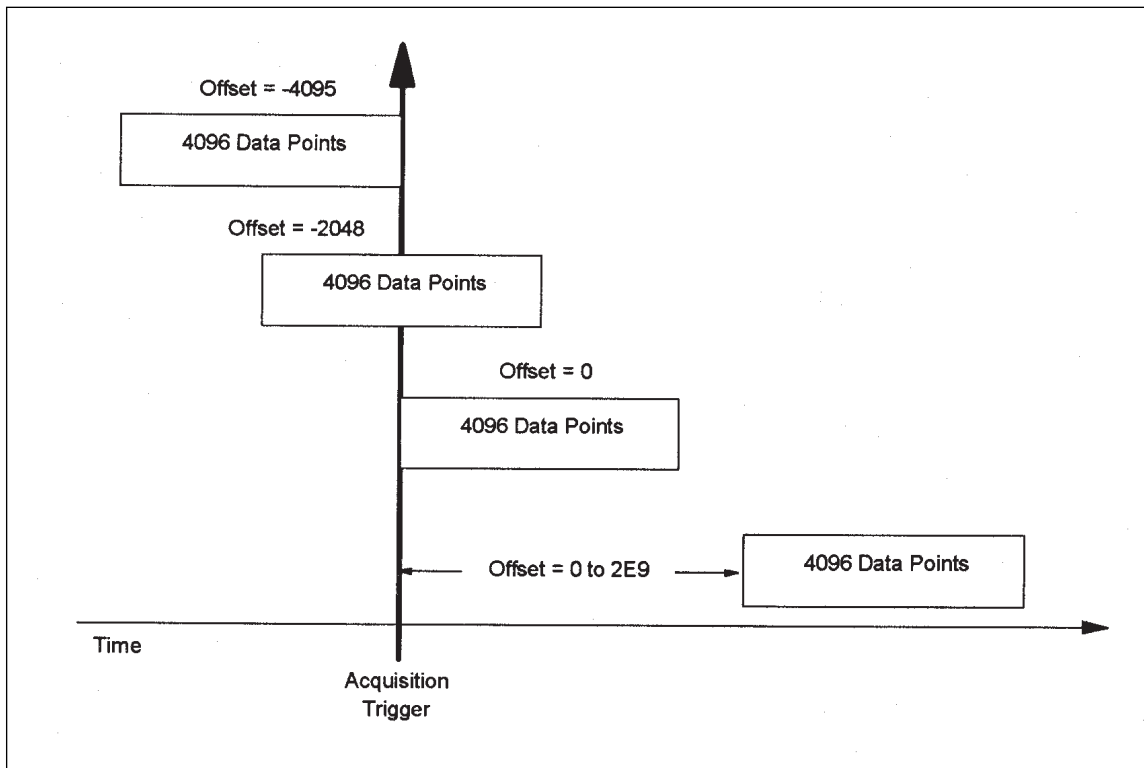 Offset = -4095
4096 Data Points
Offset = -2048
4096 Data Points
Offset = 0
4096 Data Points
Offset = 0 to 2E9
4096 Data Points
Time
Acquisition
Trigger